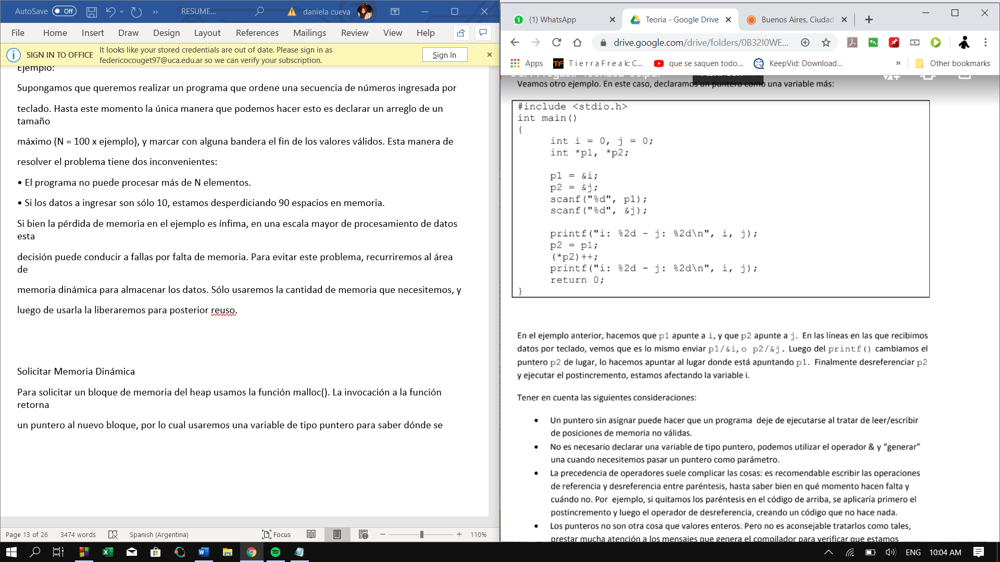 AutoSave Off RESUME... daniela cueva
File Home Insert Draw Design Layout References Mailings Review View Help
SIGN IN TO OFFICE It looks like your stored credentials are out of date. Please sign in as
federicocouget97@uca.edu.ar so we can verify your subscription.
Sign In
Ejemplo:
Supongamos que queremos realizar un programa que ordene una secuencia de números ingresada por
teclado. Hasta este momento la única manera que podemos hacer esto es declarar un arreglo de un
tamaño
máximo (N = 100 x ejemplo), y marcar con alguna bandera el fin de los valores válidos. Esta manera de
resolver el problema tiene dos inconvenientes:
• El programa no puede procesar más de N elementos.
• Si los datos a ingresar son sólo 10, estamos desperdiciando 90 espacios en memoria.
Si bien la pérdida de memoria en el ejemplo es ínfima, en una escala mayor de procesamiento de datos
esta
decisión puede conducir a fallas por falta de memoria. Para evitar este problema, recurriremos al área
de
memoria dinámica para almacenar los datos. Sólo usaremos la cantidad de memoria que necesitemos, y
luego de usarla la liberaremos para posterior reuso.
Solicitar Memoria Dinámica
Para solicitar un bloque de memoria del heap usamos la función malloc(). La invocación a la función
retorna
un puntero al nuevo bloque, por lo cual usaremos una variable de tipo puntero para saber dónde se
Page 13 of 26 3474 words Spanish (Argentina) Focus 110%
(1) WhatsApp Teoria - Google Drive Buenos Aires, Ciudad
drive.google.com/drive/folders/0B32I0WE...
Apps TF T i e r r a F r e a k: C... que se saquen todo... KeepVid: Download... » Other bookmarks
Veamos otro ejemplo. En este caso, declaramos un puntero como una variable más:
#include <stdio.h>
int main()
{
int i = 0, j = 0;
int *p1, *p2;
p1 = &i;
p2 = &j;
scanf("%d", p1);
scanf("%d", &j);
printf("i: %2d - j: %2d\n", i, j);
p2 = p1;
(*p2)++;
printf("i: %2d - j: %2d\n", i, j);
return 0;
}
En el ejemplo anterior, hacemos que p1 apunte a i, y que p2 apunte a j. En las líneas en las que recibimos
datos por teclado, vemos que es lo mismo enviar p1/&i, o p2/&j. Luego del printf() cambiamos el
puntero p2 de lugar, lo hacemos apuntar al lugar donde está apuntando p1. Finalmente desreferenciar p2
y ejecutar el postincremento, estamos afectando la variable i.
Tener en cuenta las siguientes consideraciones:
• Un puntero sin asignar puede hacer que un programa deje de ejecutarse al tratar de leer/escribir
de posiciones de memoria no válidas.
• No es necesario declarar una variable de tipo puntero, podemos utilizar el operador & y “generar”
una cuando necesitemos pasar un puntero como parámetro.
• La precedencia de operadores suele complicar las cosas: es recomendable escribir las operaciones
de referencia y desreferencia entre paréntesis, hasta saber bien en qué momento hacen falta y
cuándo no. Por ejemplo, si quitamos los paréntesis en el código de arriba, se aplicaría primero el
postincremento y luego el operador de desreferencia, creando un código que no hace nada.
• Los punteros no son otra cosa que valores enteros. Pero no es aconsejable tratarlos como tales,
prestar mucha atención a los mensajes que genera el compilador para verificar que estamos
ENG 10:04 AM